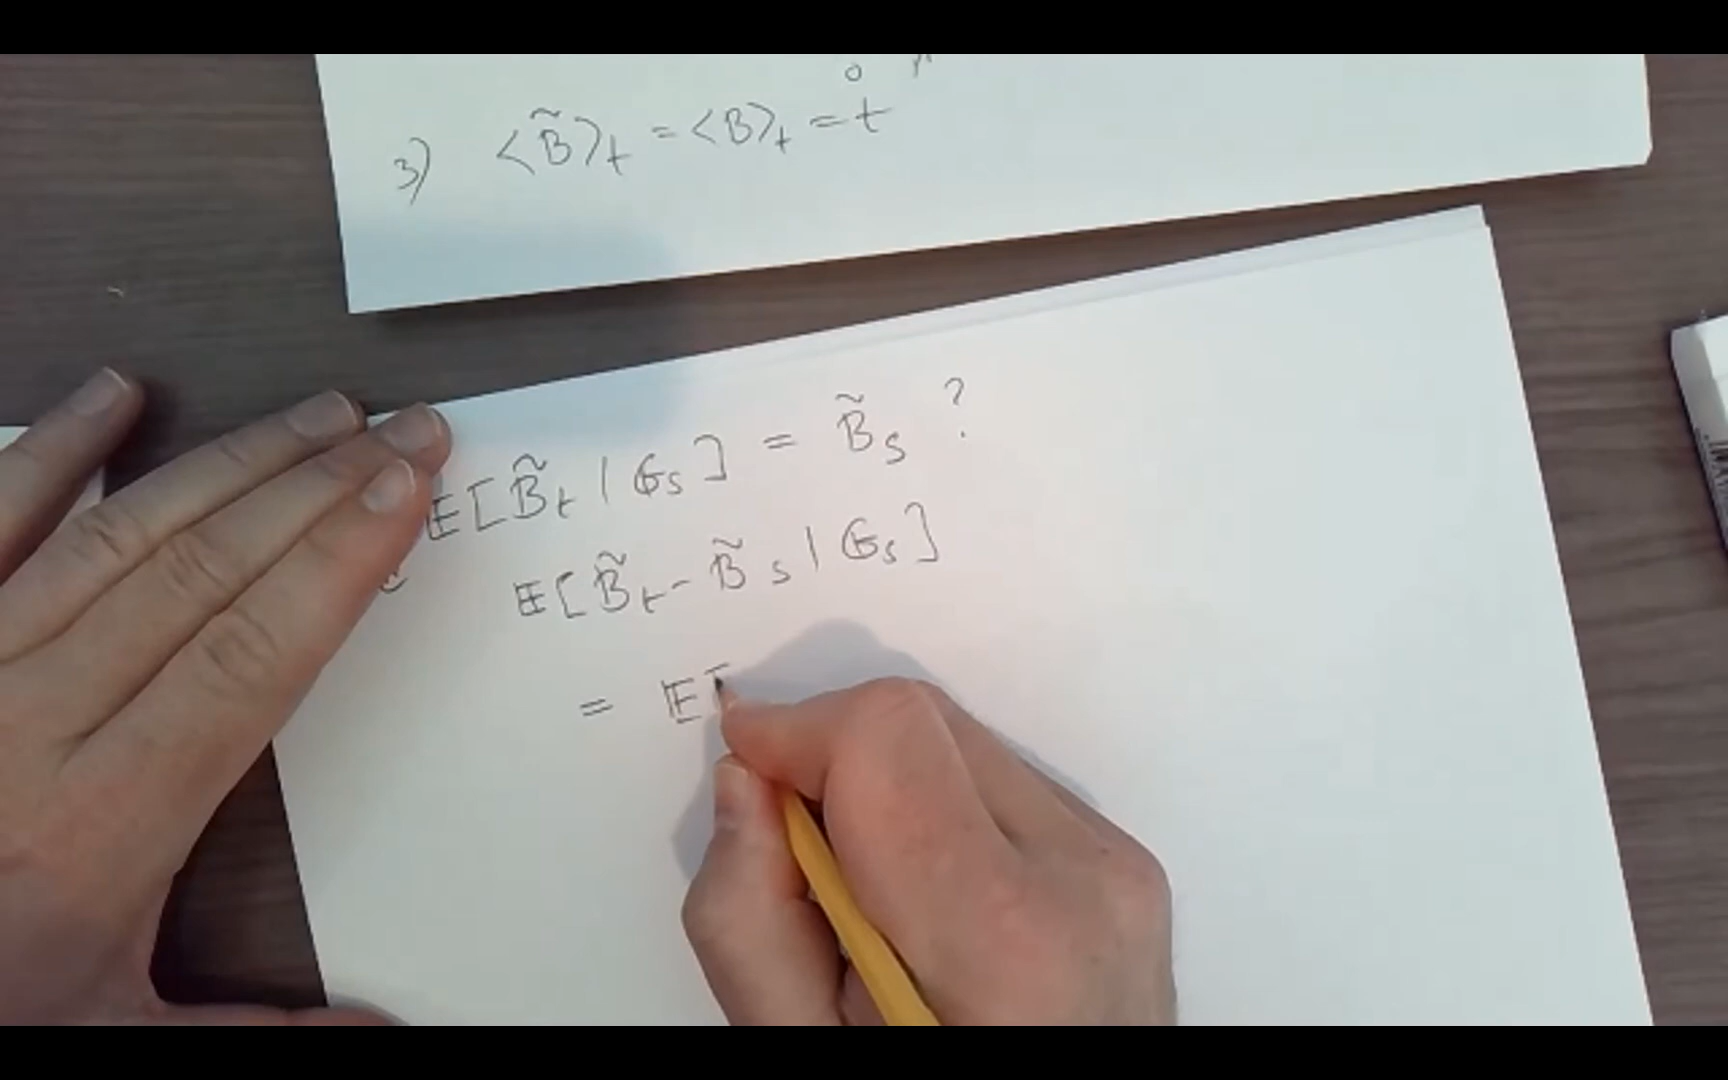 3) <B̃>ₜ = <B>ₜ = t
𝔼[B̃ₜ | 𝔾ₛ] = B̃ₛ ?
𝔼[B̃ₜ - B̃ₛ | 𝔾ₛ]
= 𝔼[